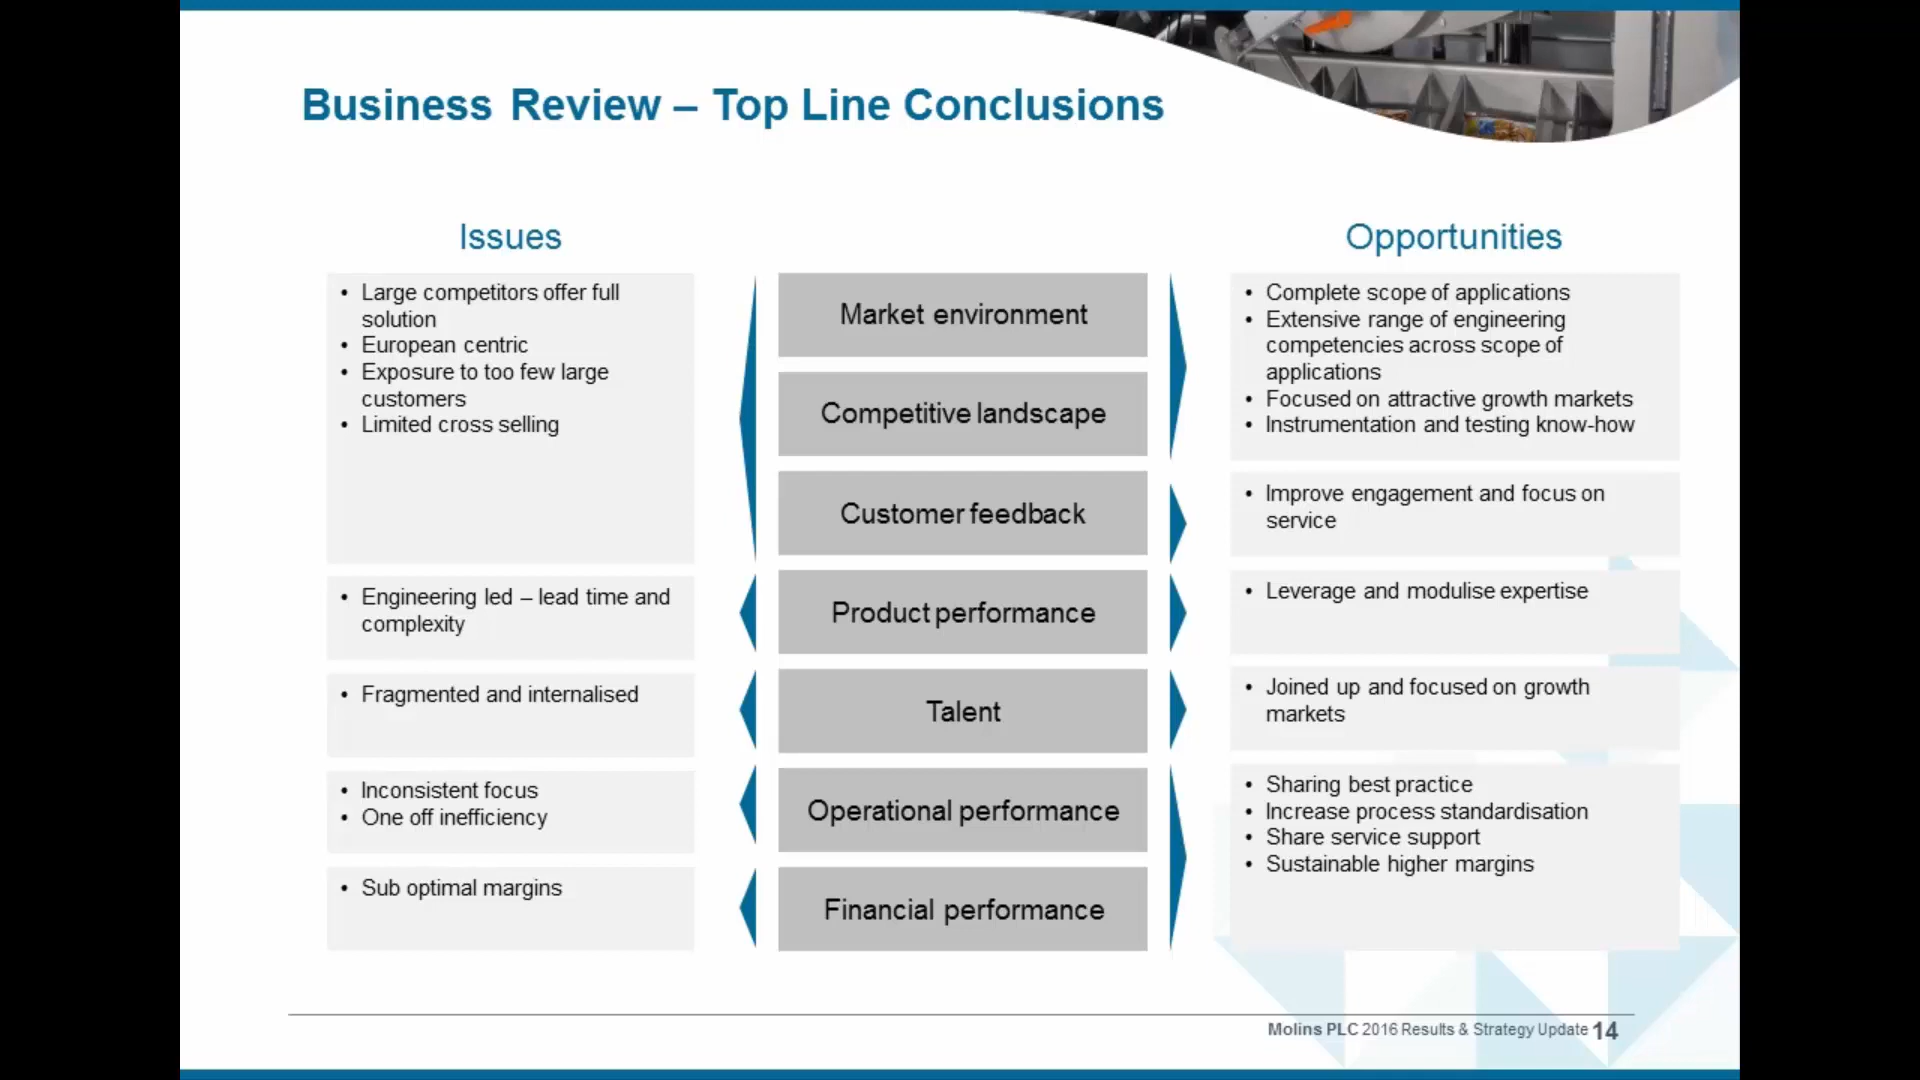 Business Review – Top Line Conclusions
Issues
• Large competitors offer full
solution
• European centric
• Exposure to too few large
customers
• Limited cross selling
• Engineering led – lead time and
complexity
• Fragmented and internalised
• Inconsistent focus
• One off inefficiency
• Sub optimal margins
Market environment
Competitive landscape
Customer feedback
Product performance
Talent
Operational performance
Financial performance
Opportunities
• Complete scope of applications
• Extensive range of engineering
competencies across scope of
applications
• Focused on attractive growth markets
• Instrumentation and testing know-how
• Improve engagement and focus on
service
• Leverage and modulise expertise
• Joined up and focused on growth
markets
• Sharing best practice
• Increase process standardisation
• Share service support
• Sustainable higher margins
Molins PLC 2016 Results & Strategy Update 14